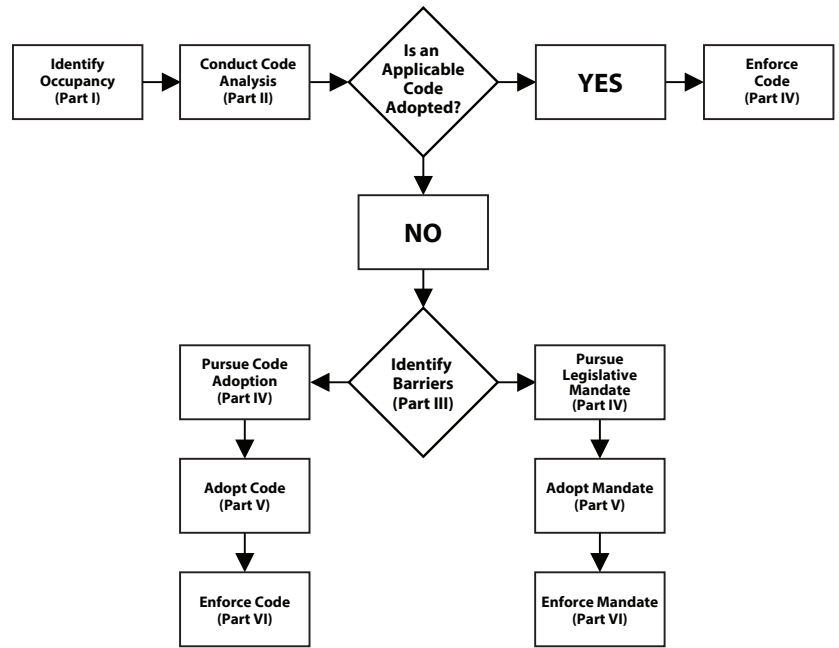 Identify
Occupancy
(Part I)
Conduct Code
Analysis
(Part II)
Is an
Applicable
Code
Adopted?
YES
Enforce
Code
(Part IV)
NO
Identify
Barriers
(Part III)
Pursue Code
Adoption
(Part IV)
Adopt Code
(Part V)
Enforce Code
(Part VI)
Pursue
Legislative
Mandate
(Part IV)
Adopt Mandate
(Part V)
Enforce Mandate
(Part VI)